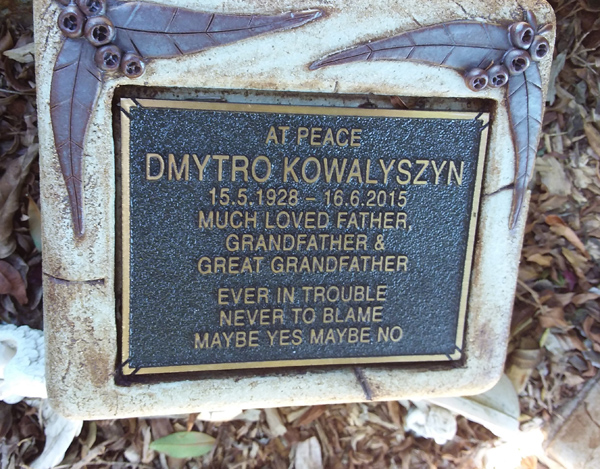 AT PEACE
DMYTRO KOWALYSZYN
15.5.1928 - 16.6.2015
MUCH LOVED FATHER,
GRANDFATHER &
GREAT GRANDFATHER
EVER IN TROUBLE
NEVER TO BLAME
MAYBE YES MAYBE NO